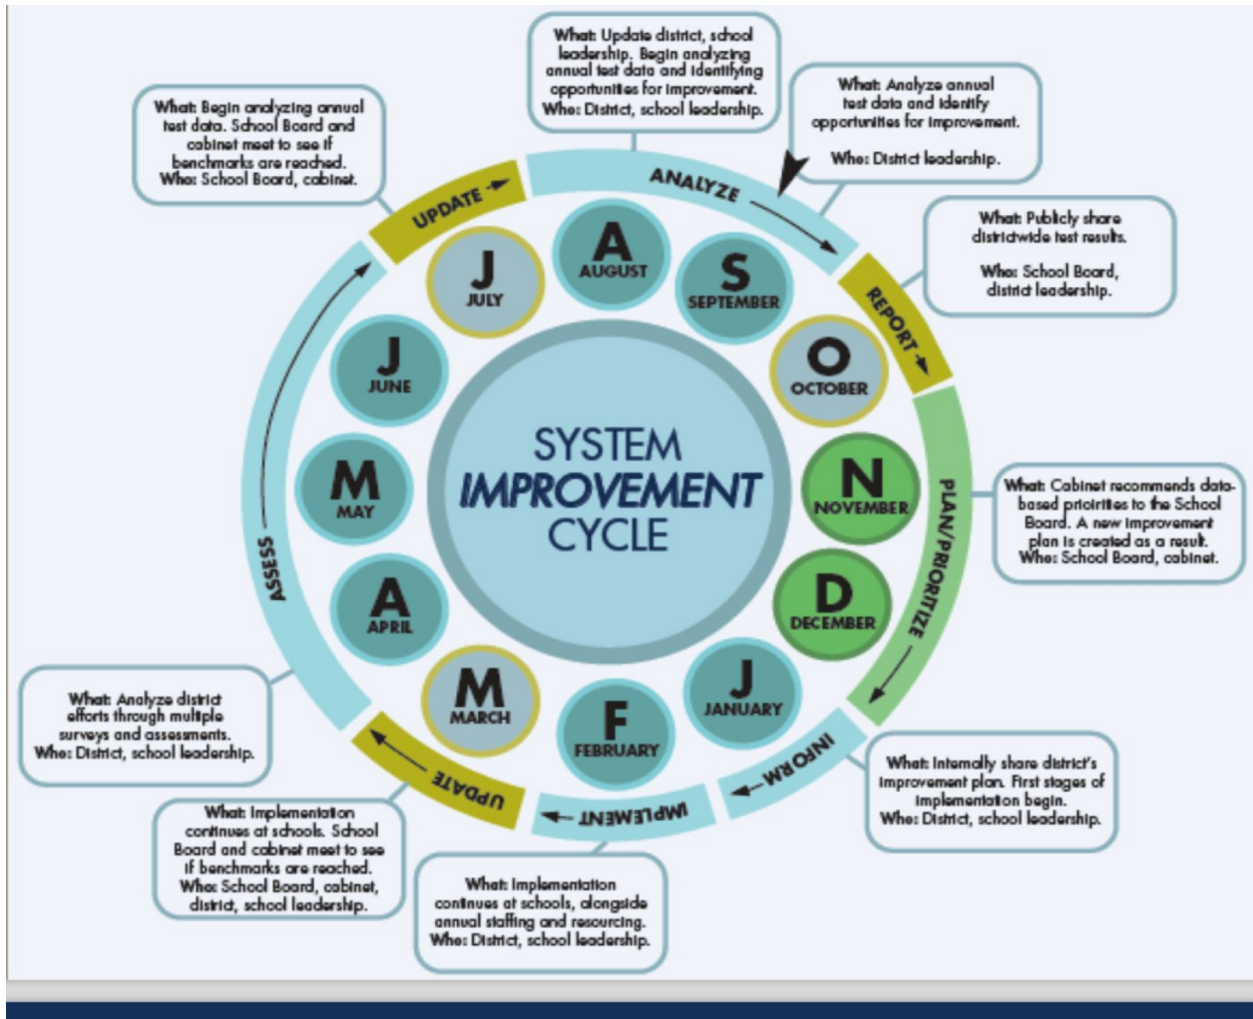 What: Update district, school
leadership. Begin analyzing
annual test data and identifying
opportunities for improvement.
Who: District, school leadership.
What: Analyze annual
test data and identify
opportunities for improvement.
Who: District leadership.
What: Begin analyzing annual
test data. School Board and
cabinet meet to see if
benchmarks are reached.
Who: School Board, cabinet.
What: Publicly share
districtwide test results.
Who: School Board,
district leadership.
UPDATE
ANALYZE
REPORT
J
JULY
A
AUGUST
S
SEPTEMBER
O
OCTOBER
J
JUNE
SYSTEM
IMPROVEMENT
CYCLE
M
MAY
N
NOVEMBER
PLAN/PRIORITIZE
What: Cabinet recommends data-
based priorities to the School
Board. A new improvement
plan is created as a result.
Who: School Board, cabinet.
ASSESS
A
APRIL
D
DECEMBER
M
MARCH
F
FEBRUARY
J
JANUARY
What: Analyze district
efforts through multiple
surveys and assessments.
Who: District, school leadership.
UPDATE
IMPLEMENT
INFORM
What: Internally share district's
improvement plan. First stages of
implementation begin.
Who: District, school leadership.
What: Implementation
continues at schools. School
Board and cabinet meet to see
if benchmarks are reached.
Who: School Board, cabinet,
district, school leadership.
What: Implementation
continues at schools, alongside
annual staffing and resourcing.
Who: District, school leadership.